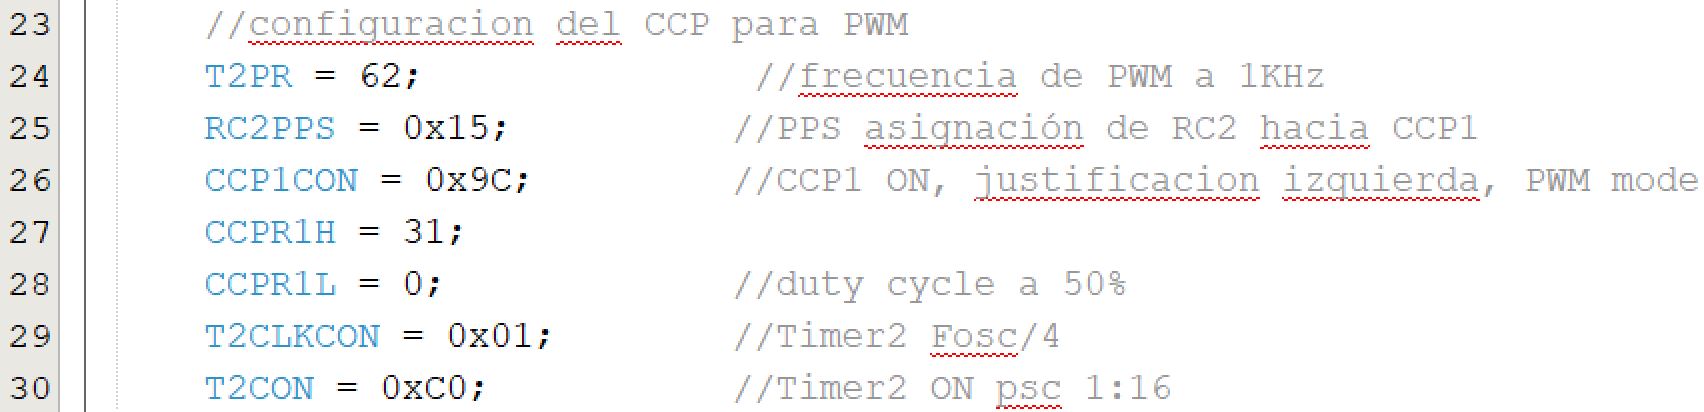 23 //configuracion del CCP para PWM
24 T2PR = 62; //frecuencia de PWM a 1KHz
25 RC2PPS = 0x15; //PPS asignación de RC2 hacia CCP1
26 CCP1CON = 0x9C; //CCP1 ON, justificacion izquierda, PWM mode
27 CCPR1H = 31;
28 CCPR1L = 0; //duty cycle a 50%
29 T2CLKCON = 0x01; //Timer2 Fosc/4
30 T2CON = 0xC0; //Timer2 ON psc 1:16